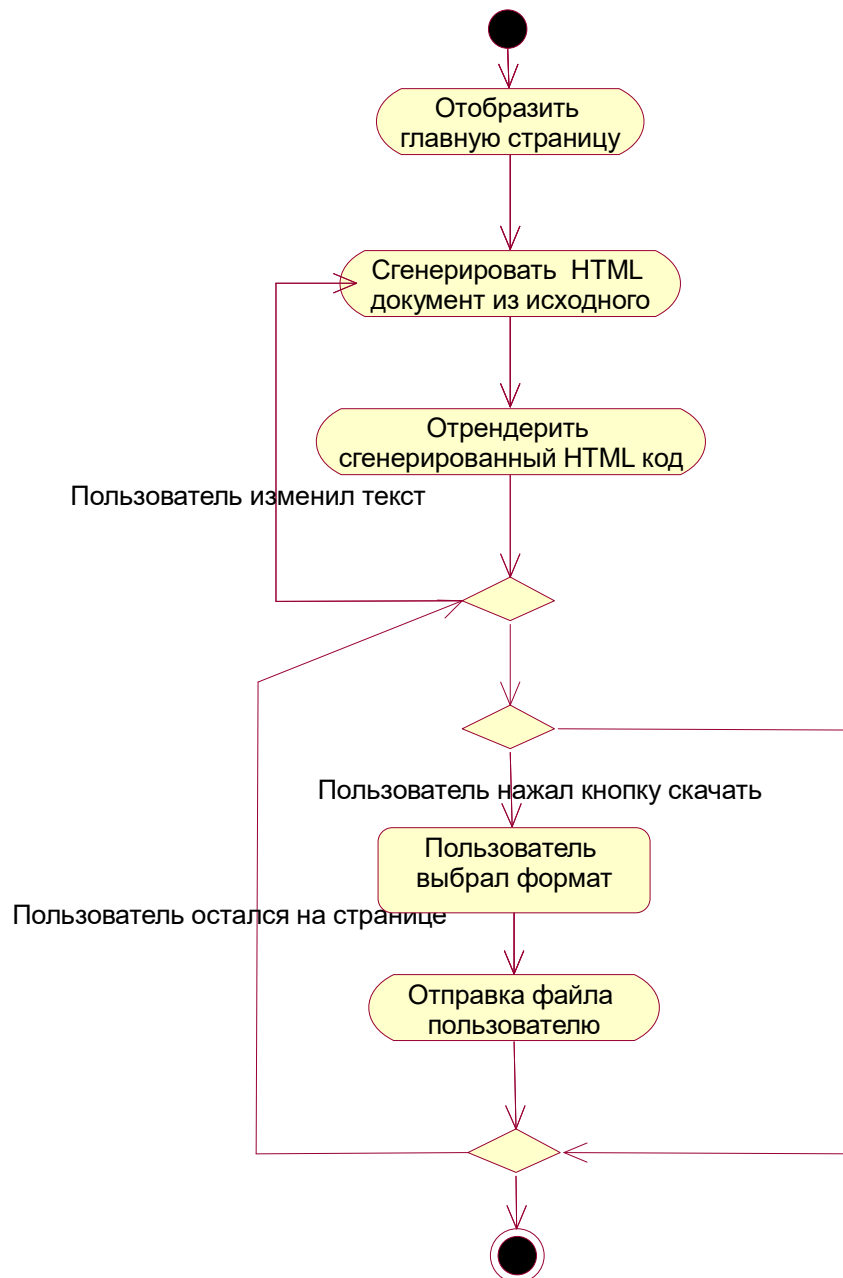 Отобразить
главную страницу
Сгенерировать HTML
документ из исходного
Отрендерить
сгенерированный HTML код
Пользователь изменил текст
Пользователь нажал кнопку скачать
Пользователь
выбрал формат
Пользователь остался на странице
Отправка файла
пользователю